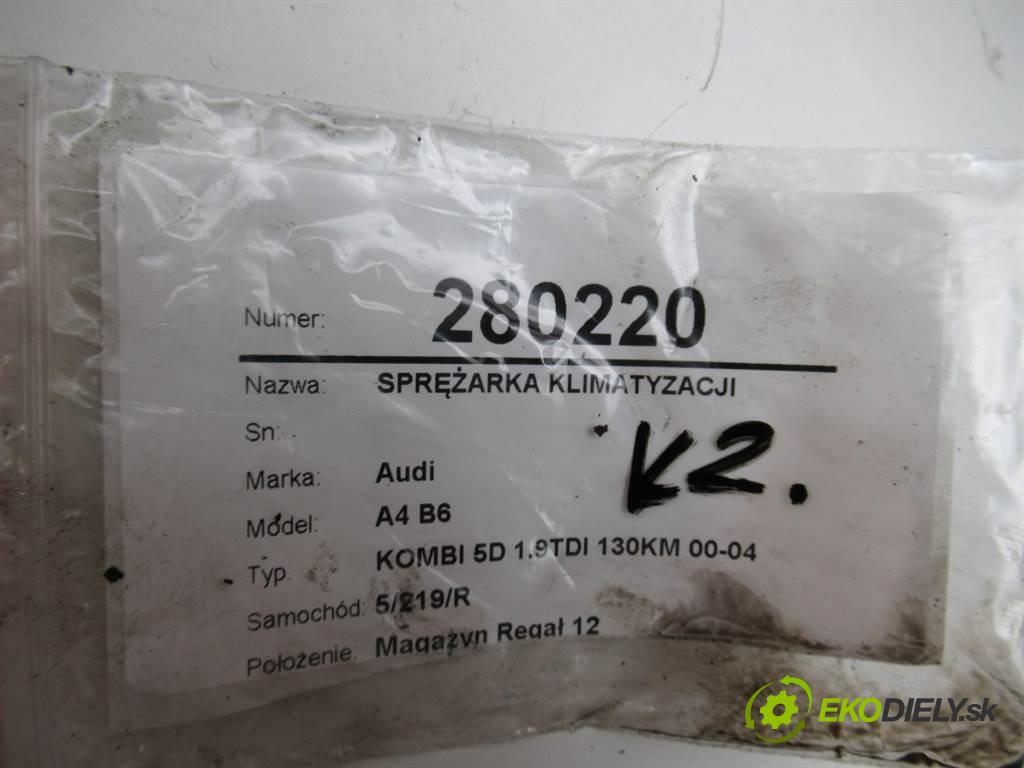 Numer: 280220
Nazwa: SPRĘŻARKA KLIMATYZACJI
Sn:
K2.
Marka: Audi
Model: A4 B6
Typ KOMBI 5D 1.9TDI 130KM 00-04
Samochód: 5/219/R
Położenie: Magazyn Regał 12
EKODIELY.sk